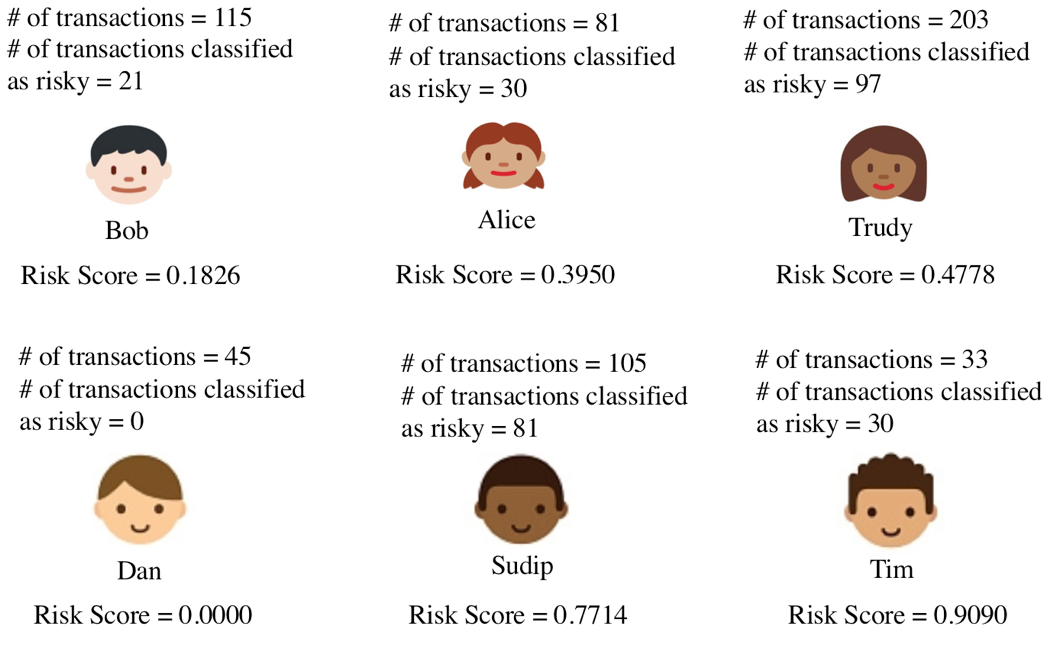 # of transactions = 115
# of transactions classified
as risky = 21
Bob
Risk Score = 0.1826
# of transactions = 81
# of transactions classified
as risky = 30
Alice
Risk Score = 0.3950
# of transactions = 203
# of transactions classified
as risky = 97
Trudy
Risk Score = 0.4778
# of transactions = 45
# of transactions classified
as risky = 0
Dan
Risk Score = 0.0000
# of transactions = 105
# of transactions classified
as risky = 81
Sudip
Risk Score = 0.7714
# of transactions = 33
# of transactions classified
as risky = 30
Tim
Risk Score = 0.9090